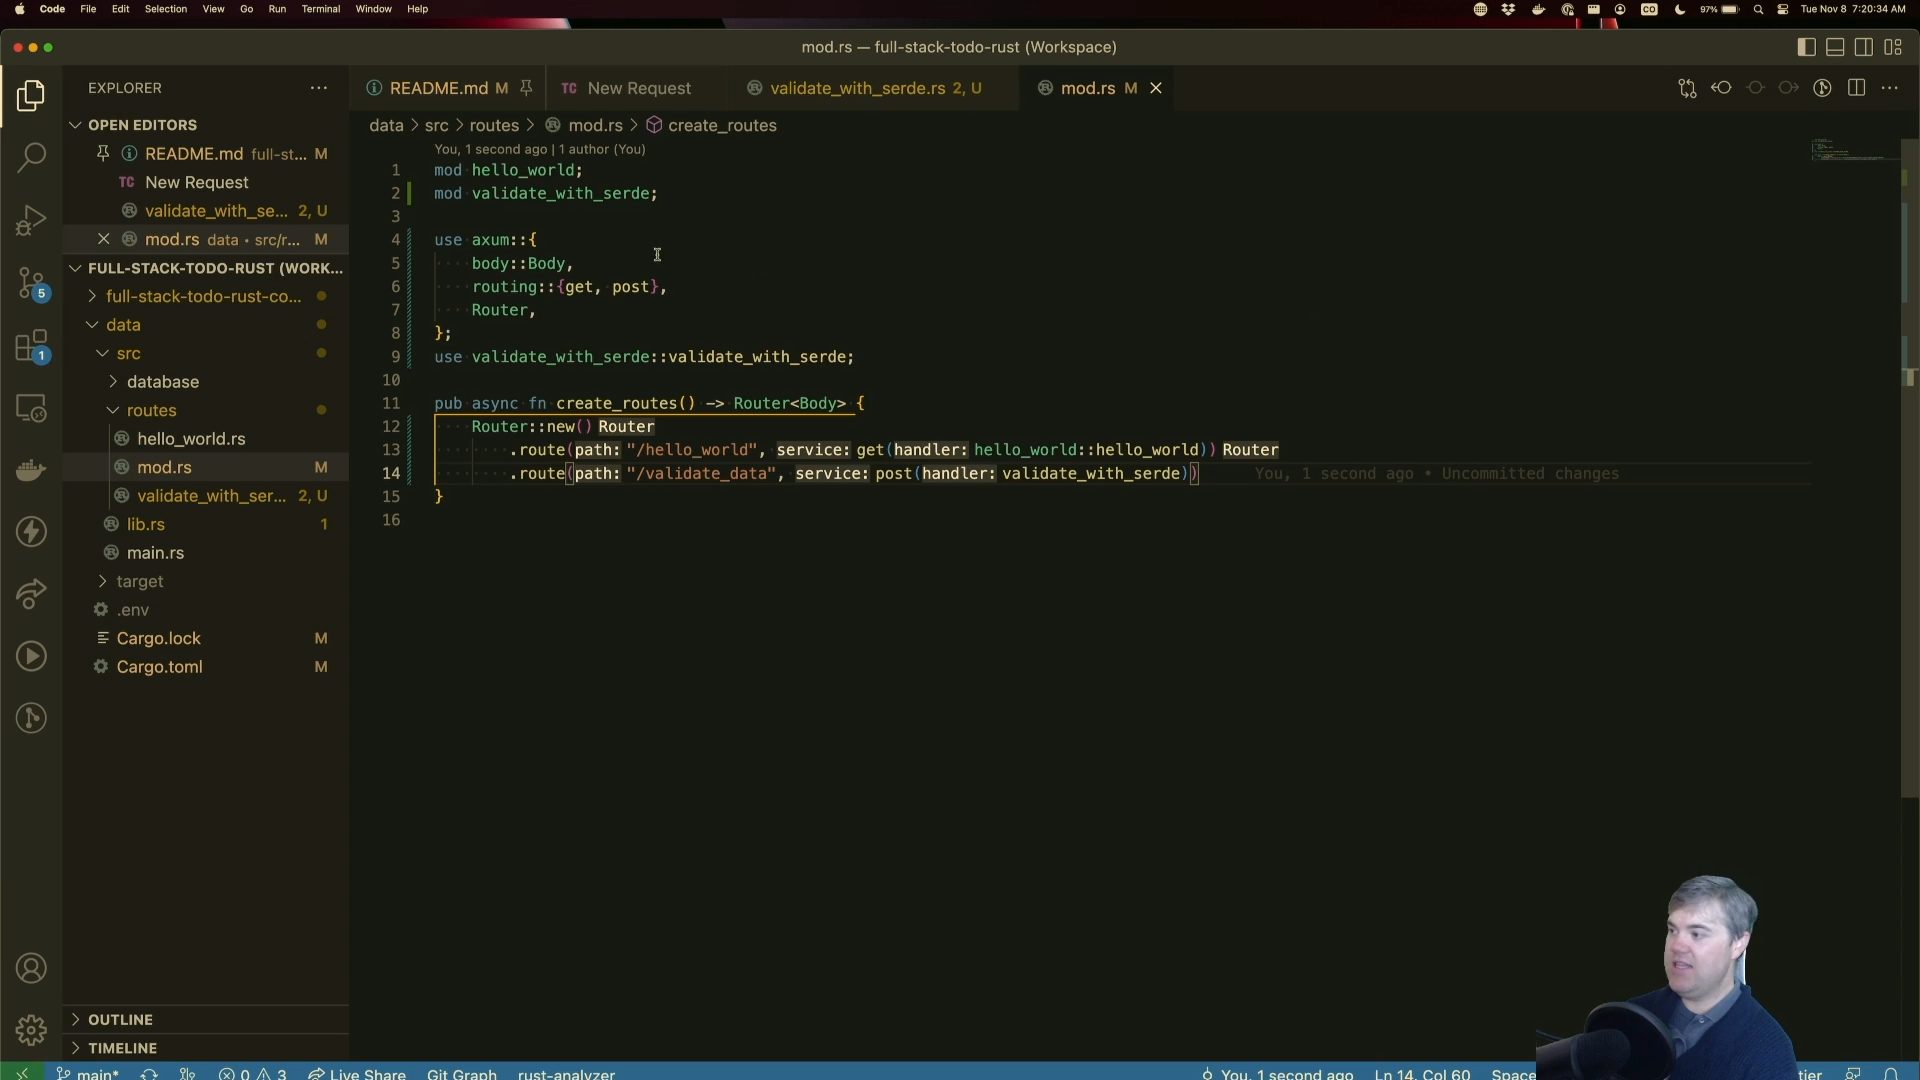 Code File Edit Selection View Go Run Terminal Window Help
CO 97% Tue Nov 8 7:20:34 AM
mod.rs — full-stack-todo-rust (Workspace)
EXPLORER
README.md M
TC New Request
validate_with_serde.rs 2, U
mod.rs M
data > src > routes > mod.rs > create_routes
OPEN EDITORS
README.md full-st... M
TC New Request
validate_with_se... 2, U
mod.rs data • src/r... M
FULL-STACK-TODO-RUST (WORK...
full-stack-todo-rust-co...
data
src
database
routes
hello_world.rs
mod.rs M
validate_with_ser... 2, U
lib.rs 1
main.rs
target
.env
Cargo.lock M
Cargo.toml M
OUTLINE
TIMELINE
5
1
You, 1 second ago | 1 author (You)
1 mod hello_world;
2 mod validate_with_serde;
3
4 use axum::{
5 body::Body,
6 routing::{get, post},
7 Router,
8 };
9 use validate_with_serde::validate_with_serde;
10
11 pub async fn create_routes() -> Router<Body> {
12 Router::new() Router
13 .route(path: "/hello_world", service: get(handler: hello_world::hello_world)) Router
14 .route(path: "/validate_data", service: post(handler: validate_with_serde)) You, 1 second ago • Uncommitted changes
15 }
16
main* 0 3 Live Share Git Graph rust-analyzer You, 1 second ago Ln 14, Col 60 Space
tier